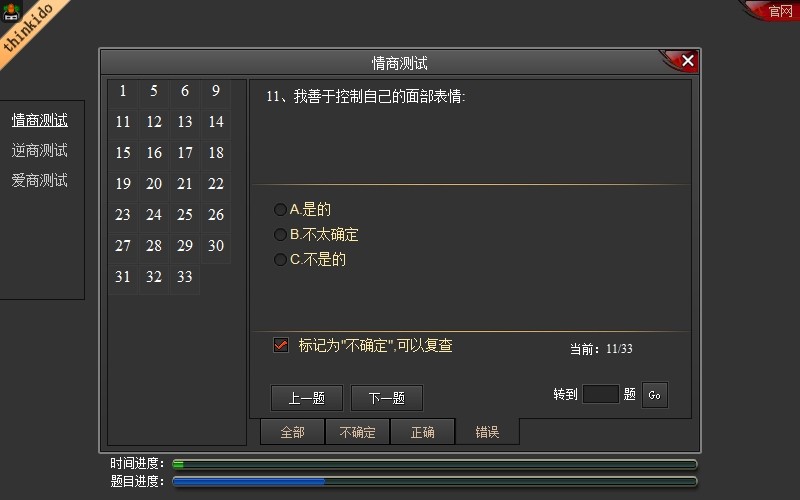 thinkido
官网
情商测试
情商测试
逆商测试
爱商测试
1 5 6 9
11 12 13 14
15 16 17 18
19 20 21 22
23 24 25 26
27 28 29 30
31 32 33
11、我善于控制自己的面部表情:
A.是的
B.不太确定
C.不是的
标记为"不确定",可以复查
当前：11/33
上一题 下一题
转到 题 Go
全部 不确定 正确 错误
时间进度：
题目进度：